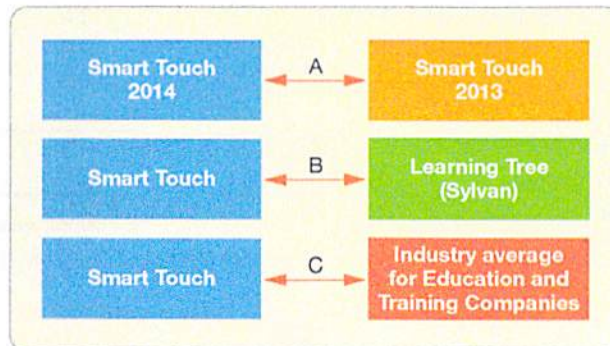 Smart Touch
2014
A
Smart Touch
2013
Smart Touch
B
Learning Tree
(Sylvan)
Smart Touch
C
Industry average
for Education and
Training Companies